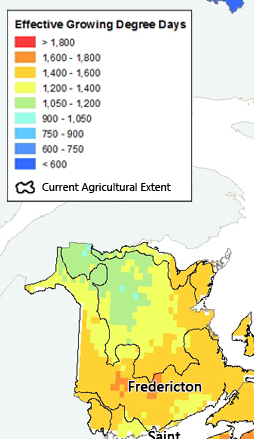 Effective Growing Degree Days
> 1,800
1,600 - 1,800
1,400 - 1,600
1,200 - 1,400
1,050 - 1,200
900 - 1,050
750 - 900
600 - 750
< 600
Current Agricultural Extent
Fredericton
Saint